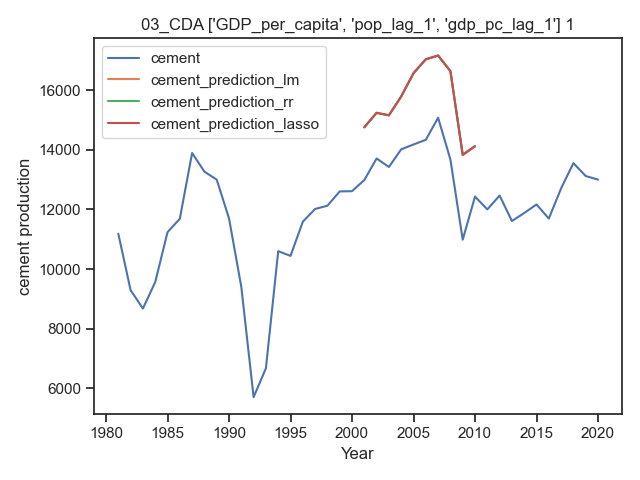 03_CDA ['GDP_per_capita', 'pop_lag_1', 'gdp_pc_lag_1'] 1
cement
cement_prediction_lm
cement_prediction_rr
cement_prediction_lasso
16000
14000
12000
10000
8000
6000
cement production
1980 1985 1990 1995 2000 2005 2010 2015 2020
Year